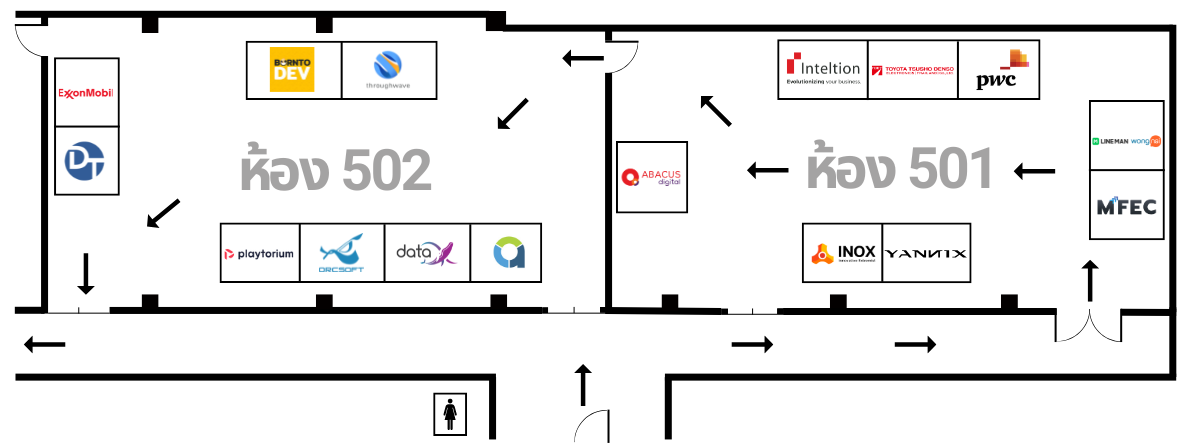 BORNTO
DEV
throughwave
Inteltion
Evolutionizing your business.
TOYOTA TSUSHO DENSO
pwc
ExxonMobil
DT
ห้อง 502
ห้อง 501
ABACUS
digital
LINEMAN wongnai
MFEC
playtorium
ORCSOFT
data
INOX
YANNIX